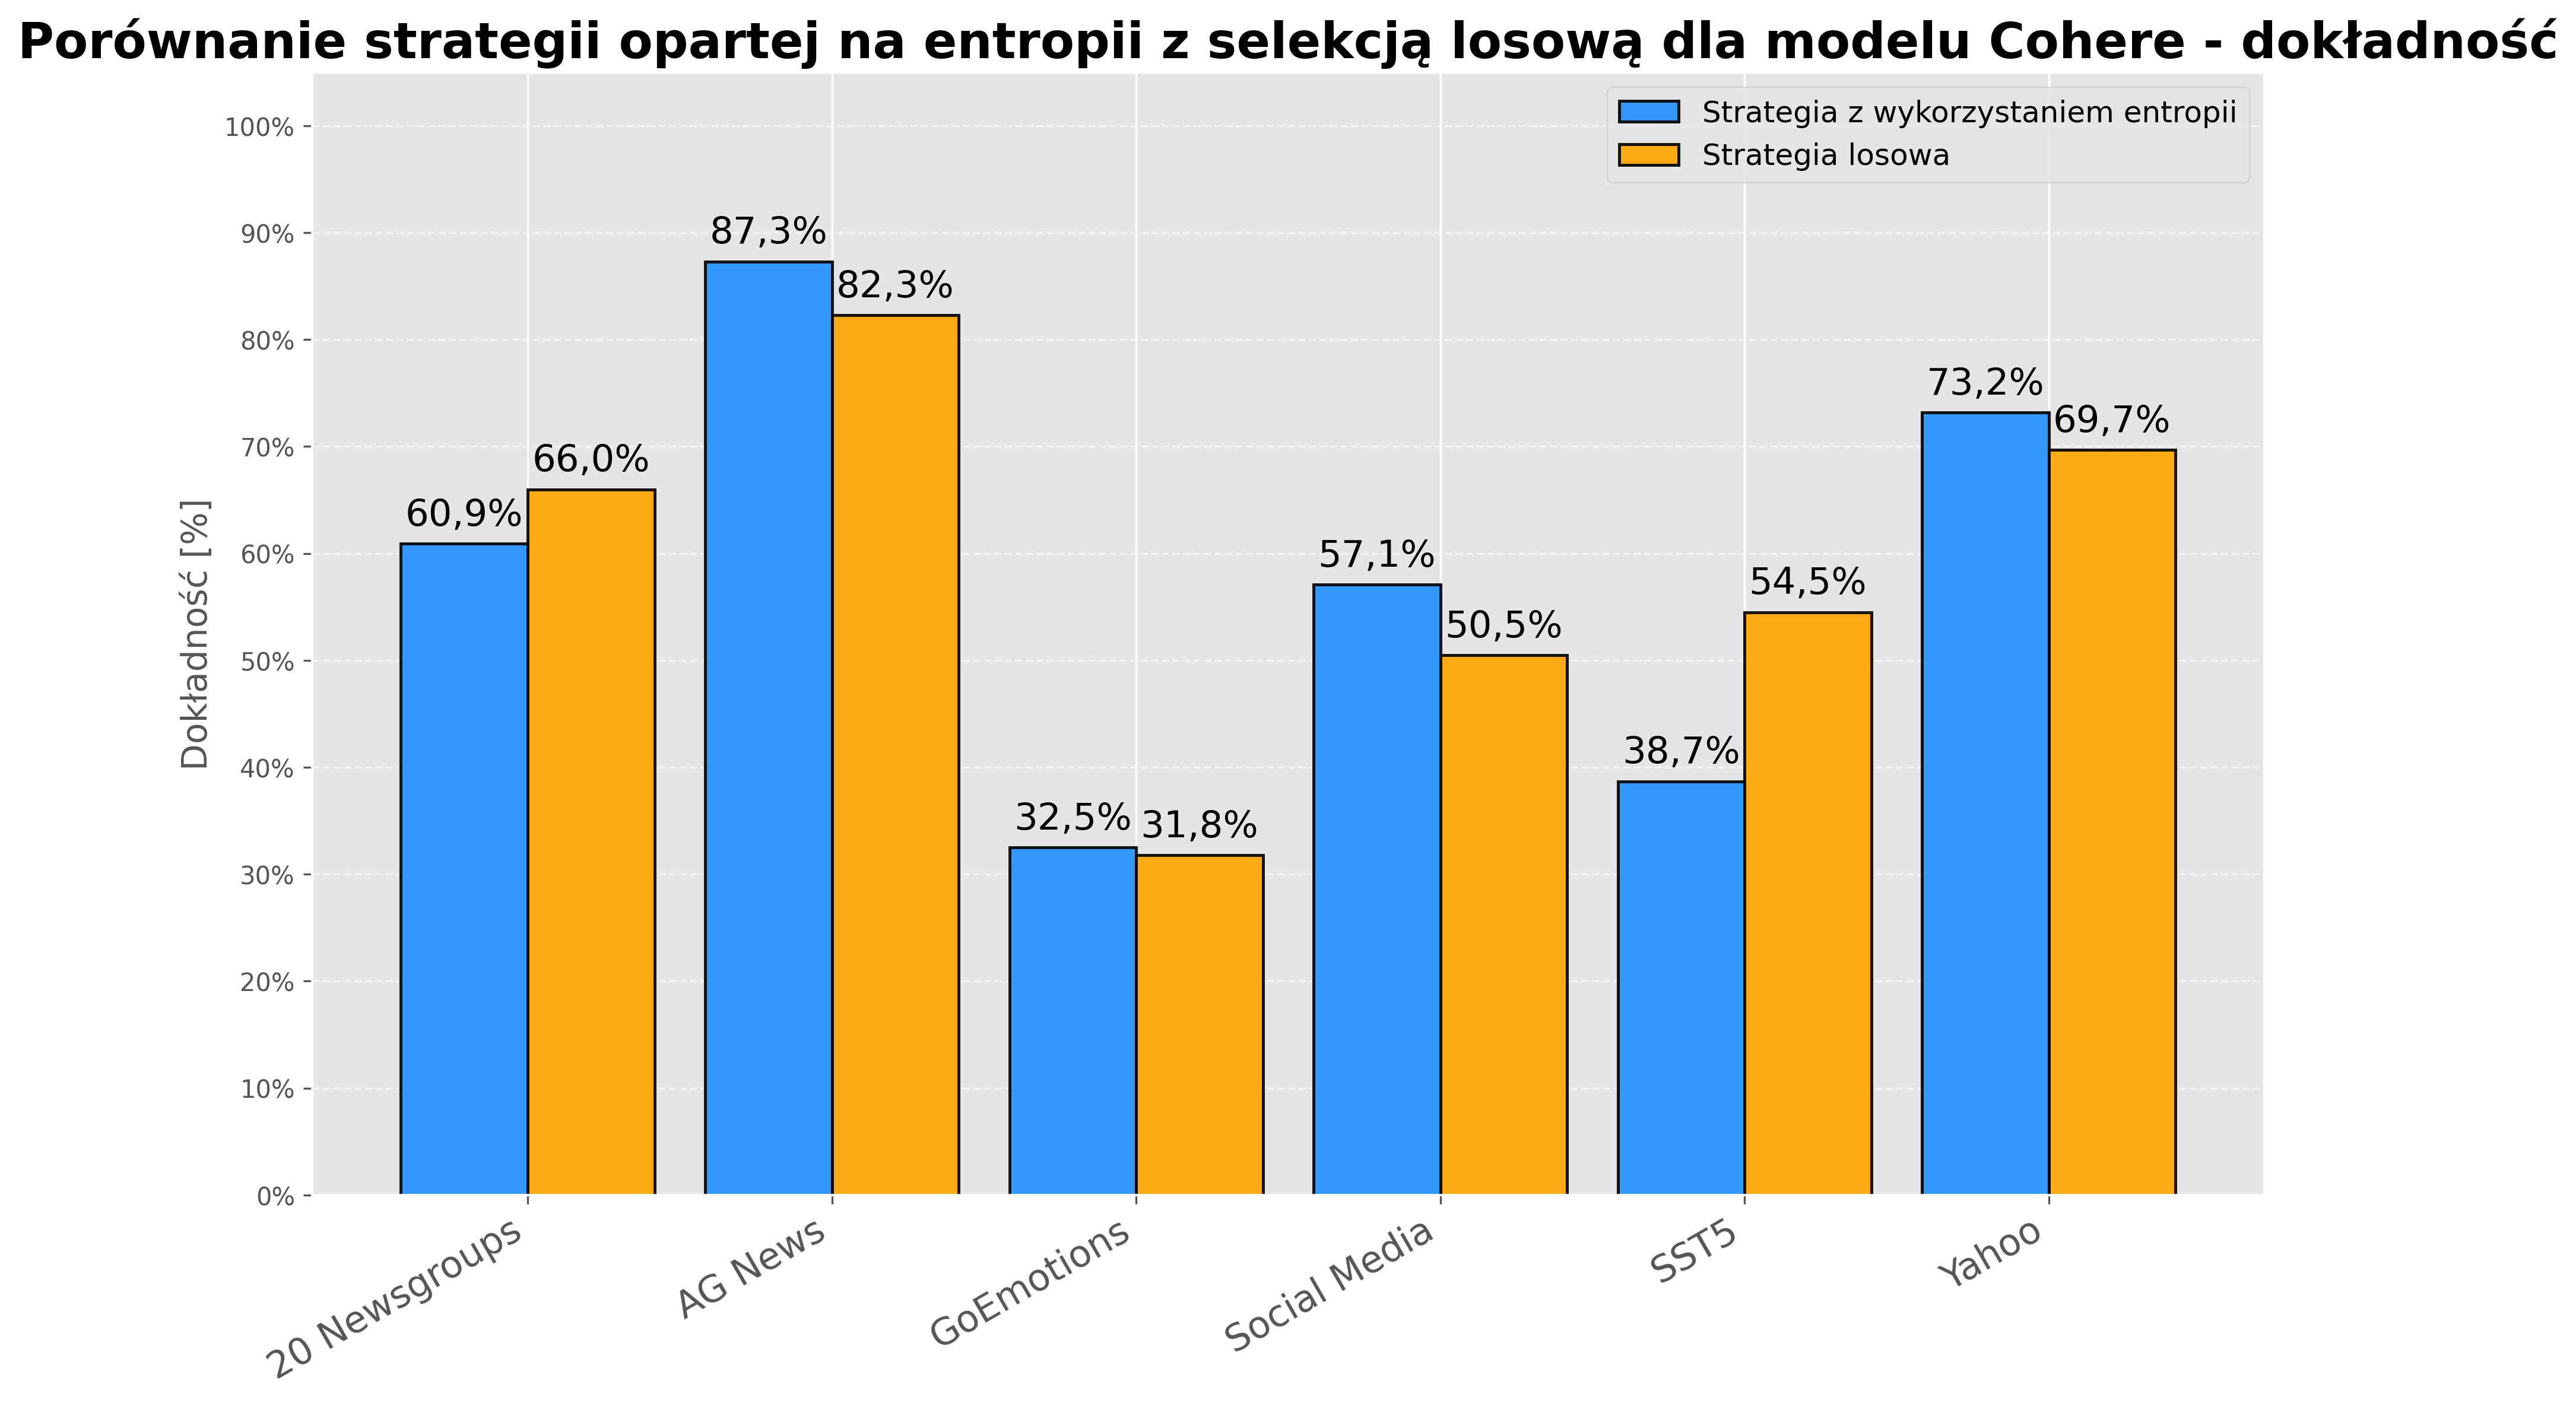 Porównanie strategii opartej na entropii z selekcją losową dla modelu Cohere - dokładność
Strategia z wykorzystaniem entropii
Strategia losowa
Dokładność [%]
100%
90%
80%
70%
60%
50%
40%
30%
20%
10%
0%
60,9%
66,0%
87,3%
82,3%
32,5%
31,8%
57,1%
50,5%
38,7%
54,5%
73,2%
69,7%
20 Newsgroups
AG News
GoEmotions
Social Media
SST5
Yahoo